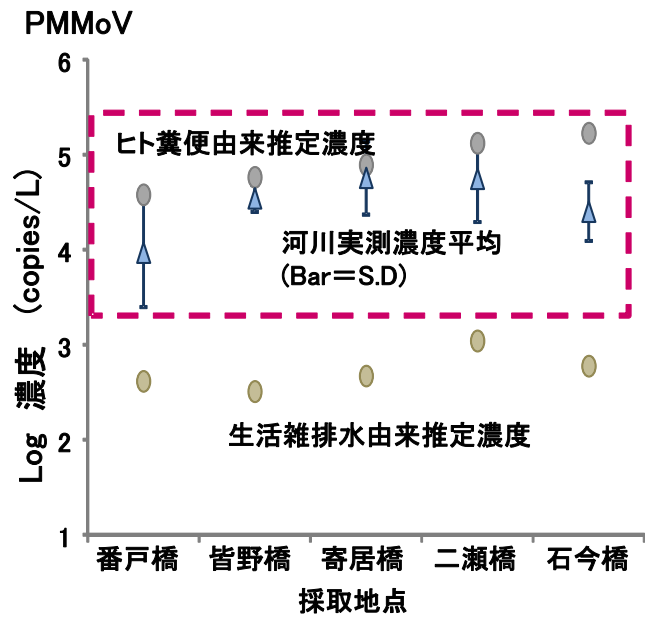 PMMoV
6
5
4
3
2
1
Log 濃度 (copies/L)
ヒト糞便由来推定濃度
河川実測濃度平均
(Bar=S.D)
生活雑排水由来推定濃度
番戸橋 皆野橋 寄居橋 二瀬橋 石今橋
採取地点